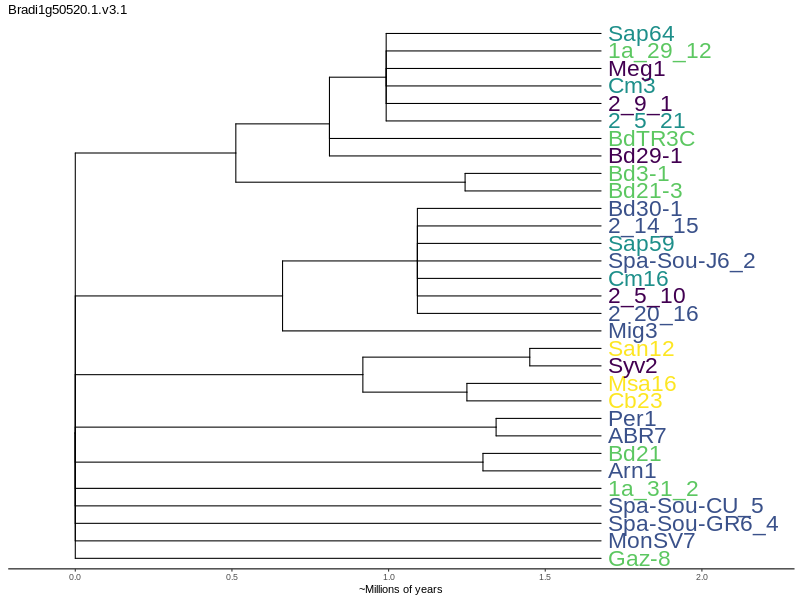 Bradi1g50520.1.v3.1
Sap64
1a_29_12
Meg1
Cm3
2_9_1
2_5_21
BdTR3C
Bd29-1
Bd3-1
Bd21-3
Bd30-1
2_14_15
Sap59
Spa-Sou-J6_2
Cm16
2_5_10
2_20_16
Mig3
San12
Syv2
Msa16
Cb23
Per1
ABR7
Bd21
Arn1
1a_31_2
Spa-Sou-CU_5
Spa-Sou-GR6_4
MonSV7
Gaz-8
0.0 0.5 1.0 1.5 2.0
~Millions of years